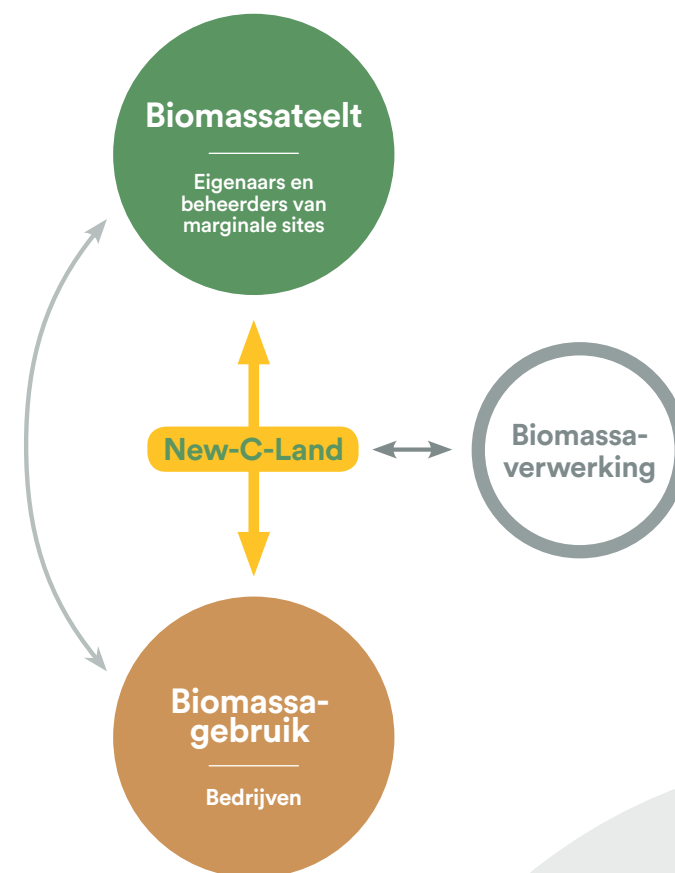 Biomassateelt
Eigenaars en
beheerders van
marginale sites
New-C-Land
Biomassa-
verwerking
Biomassa-
gebruik
Bedrijven